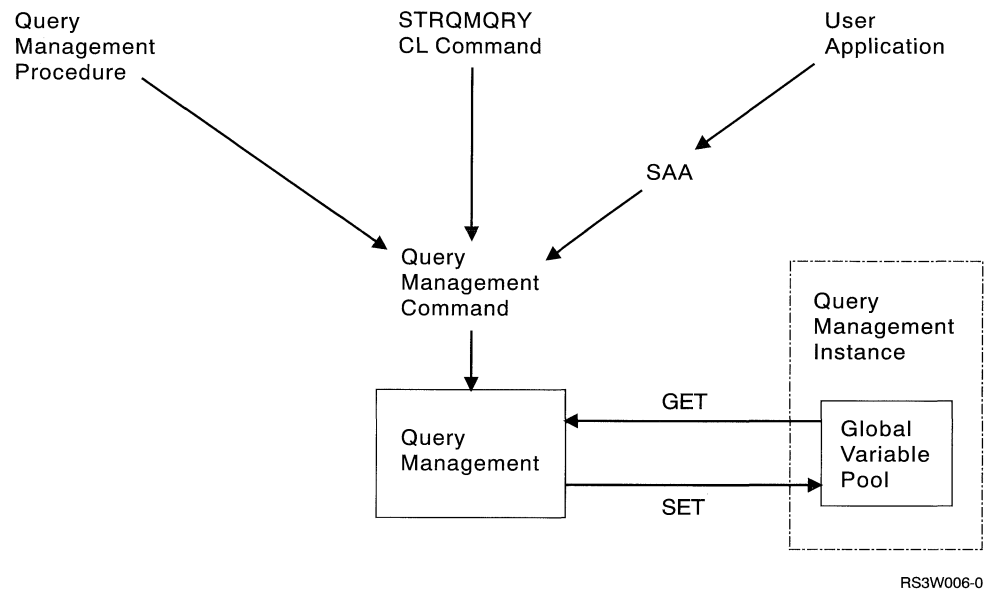 Query
Management
Procedure
STRQMQRY
CL Command
User
Application
SAA
Query
Management
Command
Query
Management
Instance
GET
Query
Management
Global
Variable
Pool
SET
RS3W006-0